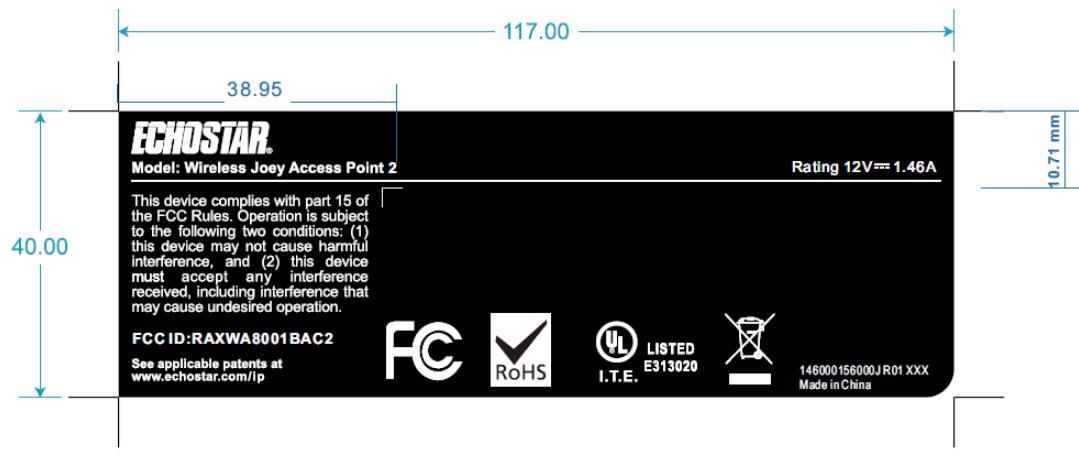 117.00
38.95
ECHOSTAR®
Model: Wireless Joey Access Point 2
Rating 12V⎓ 1.46A
10.71 mm
40.00
This device complies with part 15 of
the FCC Rules. Operation is subject
to the following two conditions: (1)
this device may not cause harmful
interference, and (2) this device
must accept any interference
received, including interference that
may cause undesired operation.
FCC ID:RAXWA8001BAC2
See applicable patents at
www.echostar.com/ip
FC
RoHS
UL
I.T.E.
LISTED
E313020
146000156000J R01 XXX
Made in China